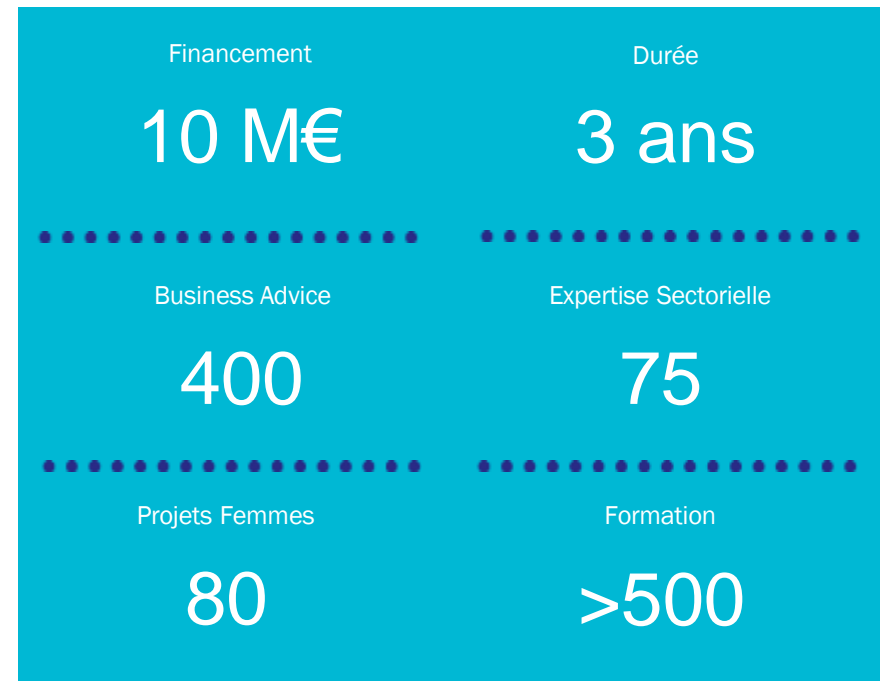 Financement
Durée
10 M€
3 ans
Business Advice
Expertise Sectorielle
400
75
Projets Femmes
Formation
80
>500